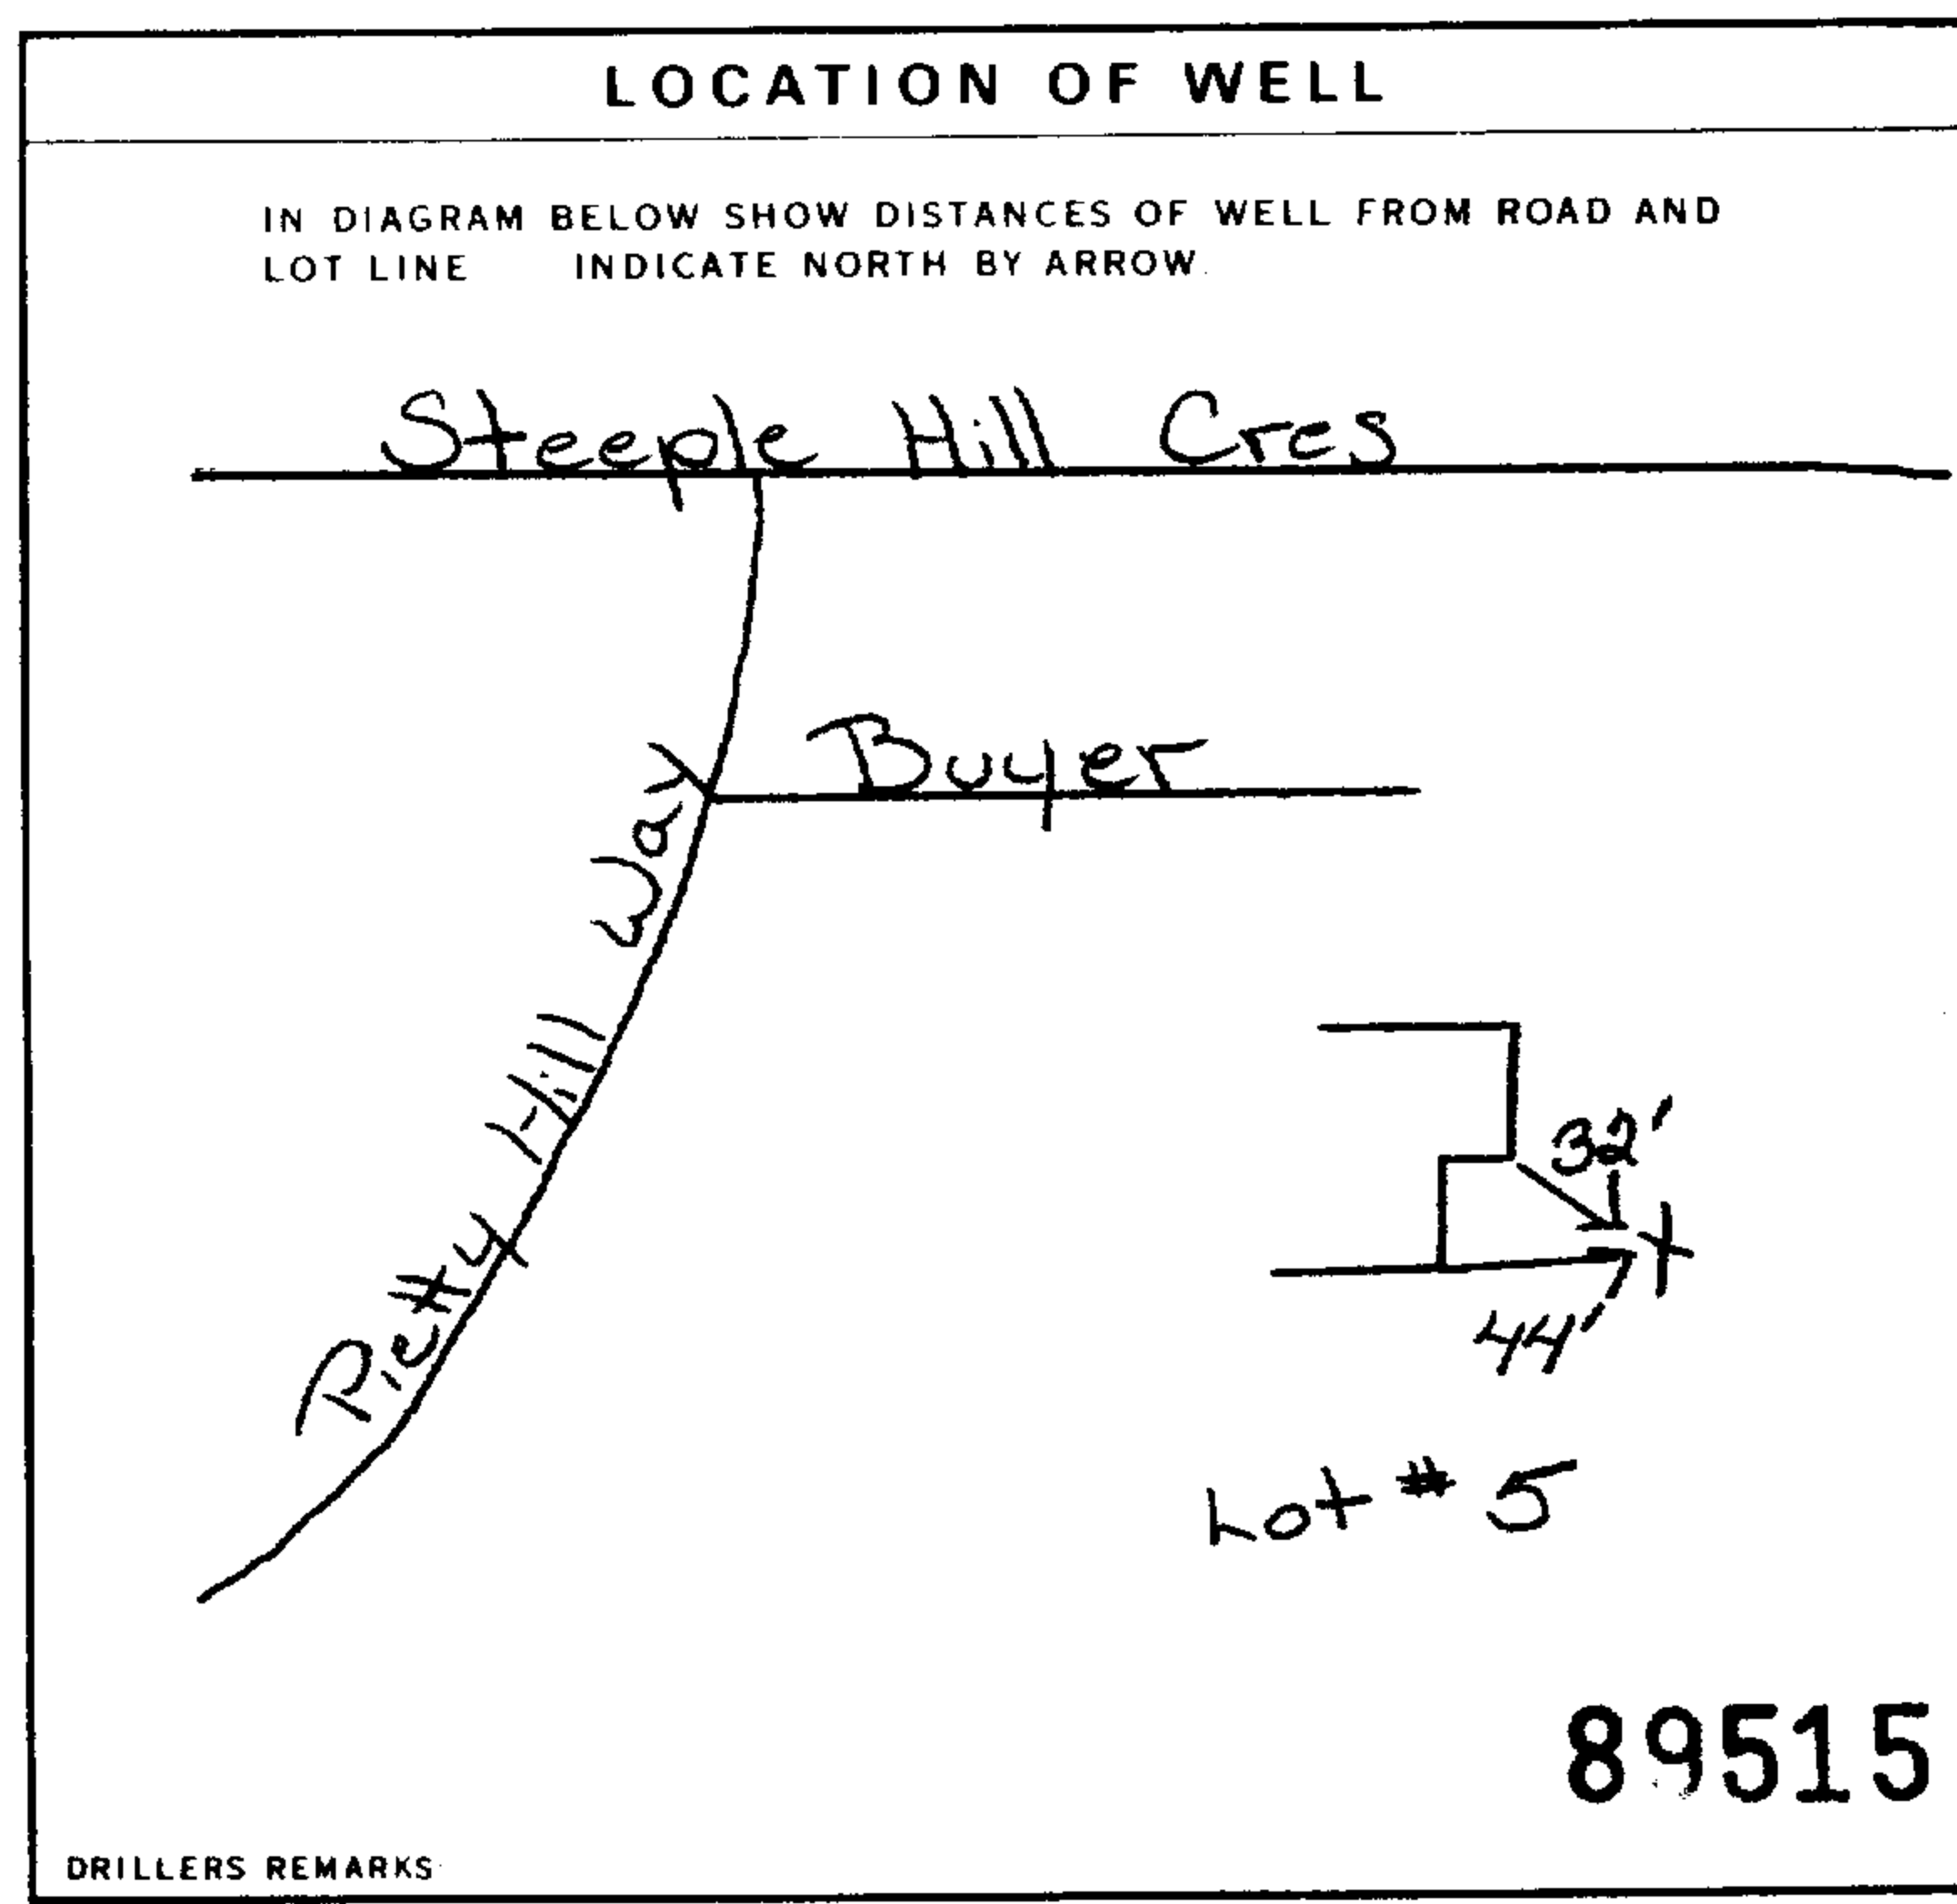 LOCATION OF WELL
IN DIAGRAM BELOW SHOW DISTANCES OF WELL FROM ROAD AND
LOT LINE INDICATE NORTH BY ARROW.
Steeple Hill Cres
Buyer
Pietty Hill Way
32'
44'
Lot # 5
89515
DRILLERS REMARKS